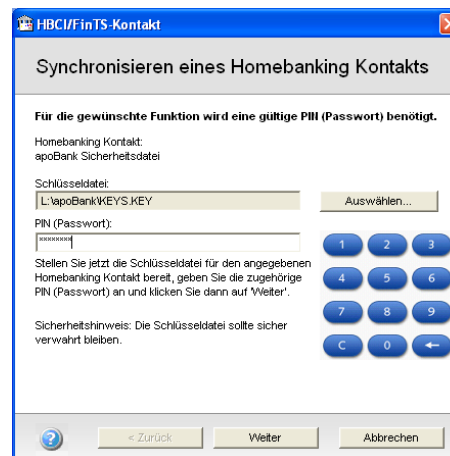 HBCI/FinTS-Kontakt
Synchronisieren eines Homebanking Kontakts
Für die gewünschte Funktion wird eine gültige PIN (Passwort) benötigt.
Homebanking Kontakt:
apoBank Sicherheitsdatei
Schlüsseldatei:
L:\apoBank\KEYS.KEY
Auswählen...
PIN (Passwort):
********
Stellen Sie jetzt die Schlüsseldatei für den angegebenen
Homebanking Kontakt bereit, geben Sie die zugehörige
PIN (Passwort) an und klicken Sie dann auf 'Weiter'.
Sicherheitshinweis: Die Schlüsseldatei sollte sicher
verwahrt bleiben.
1 2 3
4 5 6
7 8 9
C 0 ←
? < Zurück Weiter Abbrechen